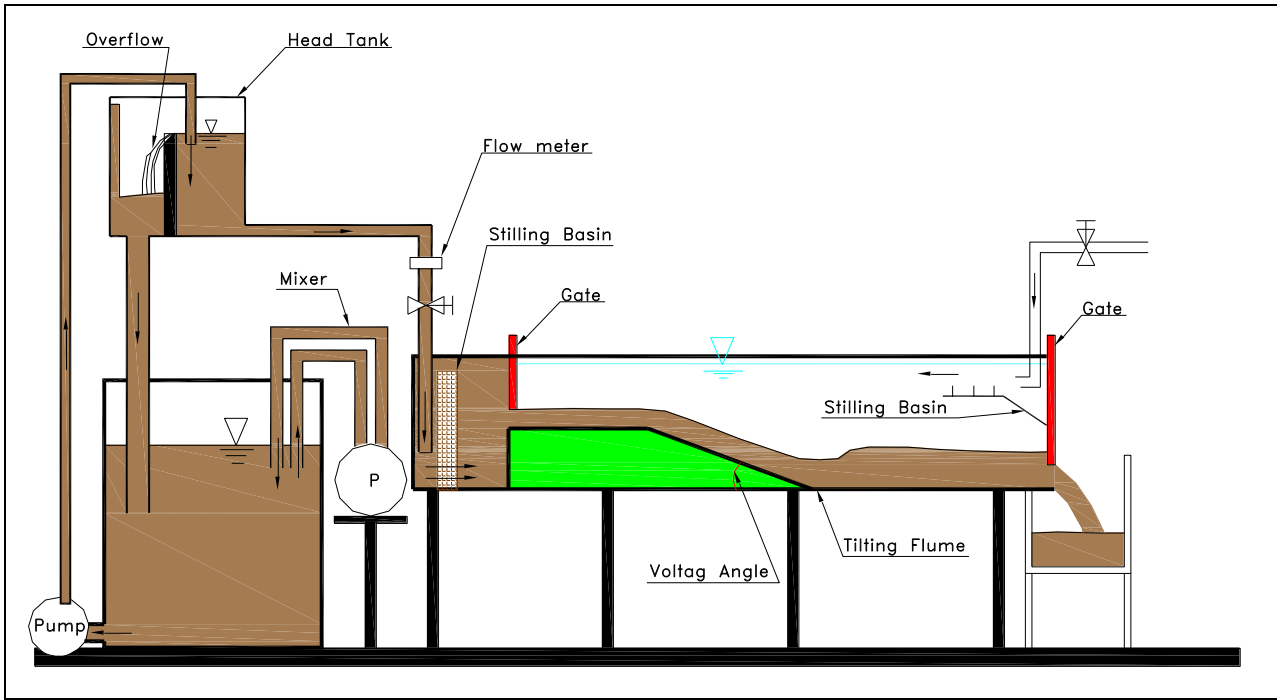 Overflow
Head Tank
Flow meter
Stilling Basin
Mixer
Gate
Gate
Stilling Basin
P
Tilting Flume
Voltag Angle
Pump